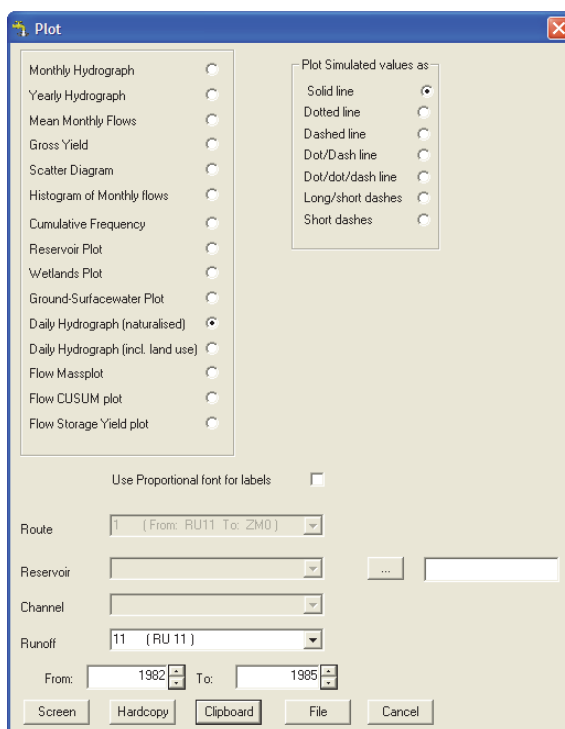 Plot
Monthly Hydrograph
Yearly Hydrograph
Mean Monthly Flows
Gross Yield
Scatter Diagram
Histogram of Monthly flows
Cumulative Frequency
Reservoir Plot
Wetlands Plot
Ground-Surfacewater Plot
Daily Hydrograph (naturalised)
Daily Hydrograph (incl. land use)
Flow Massplot
Flow CUSUM plot
Flow Storage Yield plot
Plot Simulated values as
Solid line
Dotted line
Dashed line
Dot/Dash line
Dot/dot/dash line
Long/short dashes
Short dashes
Use Proportional font for labels
Route 1 (From: RU11 To: ZM0)
Reservoir ...
Channel
Runoff 11 (RU 11)
From: 1982 To: 1985
Screen Hardcopy Clipboard File Cancel